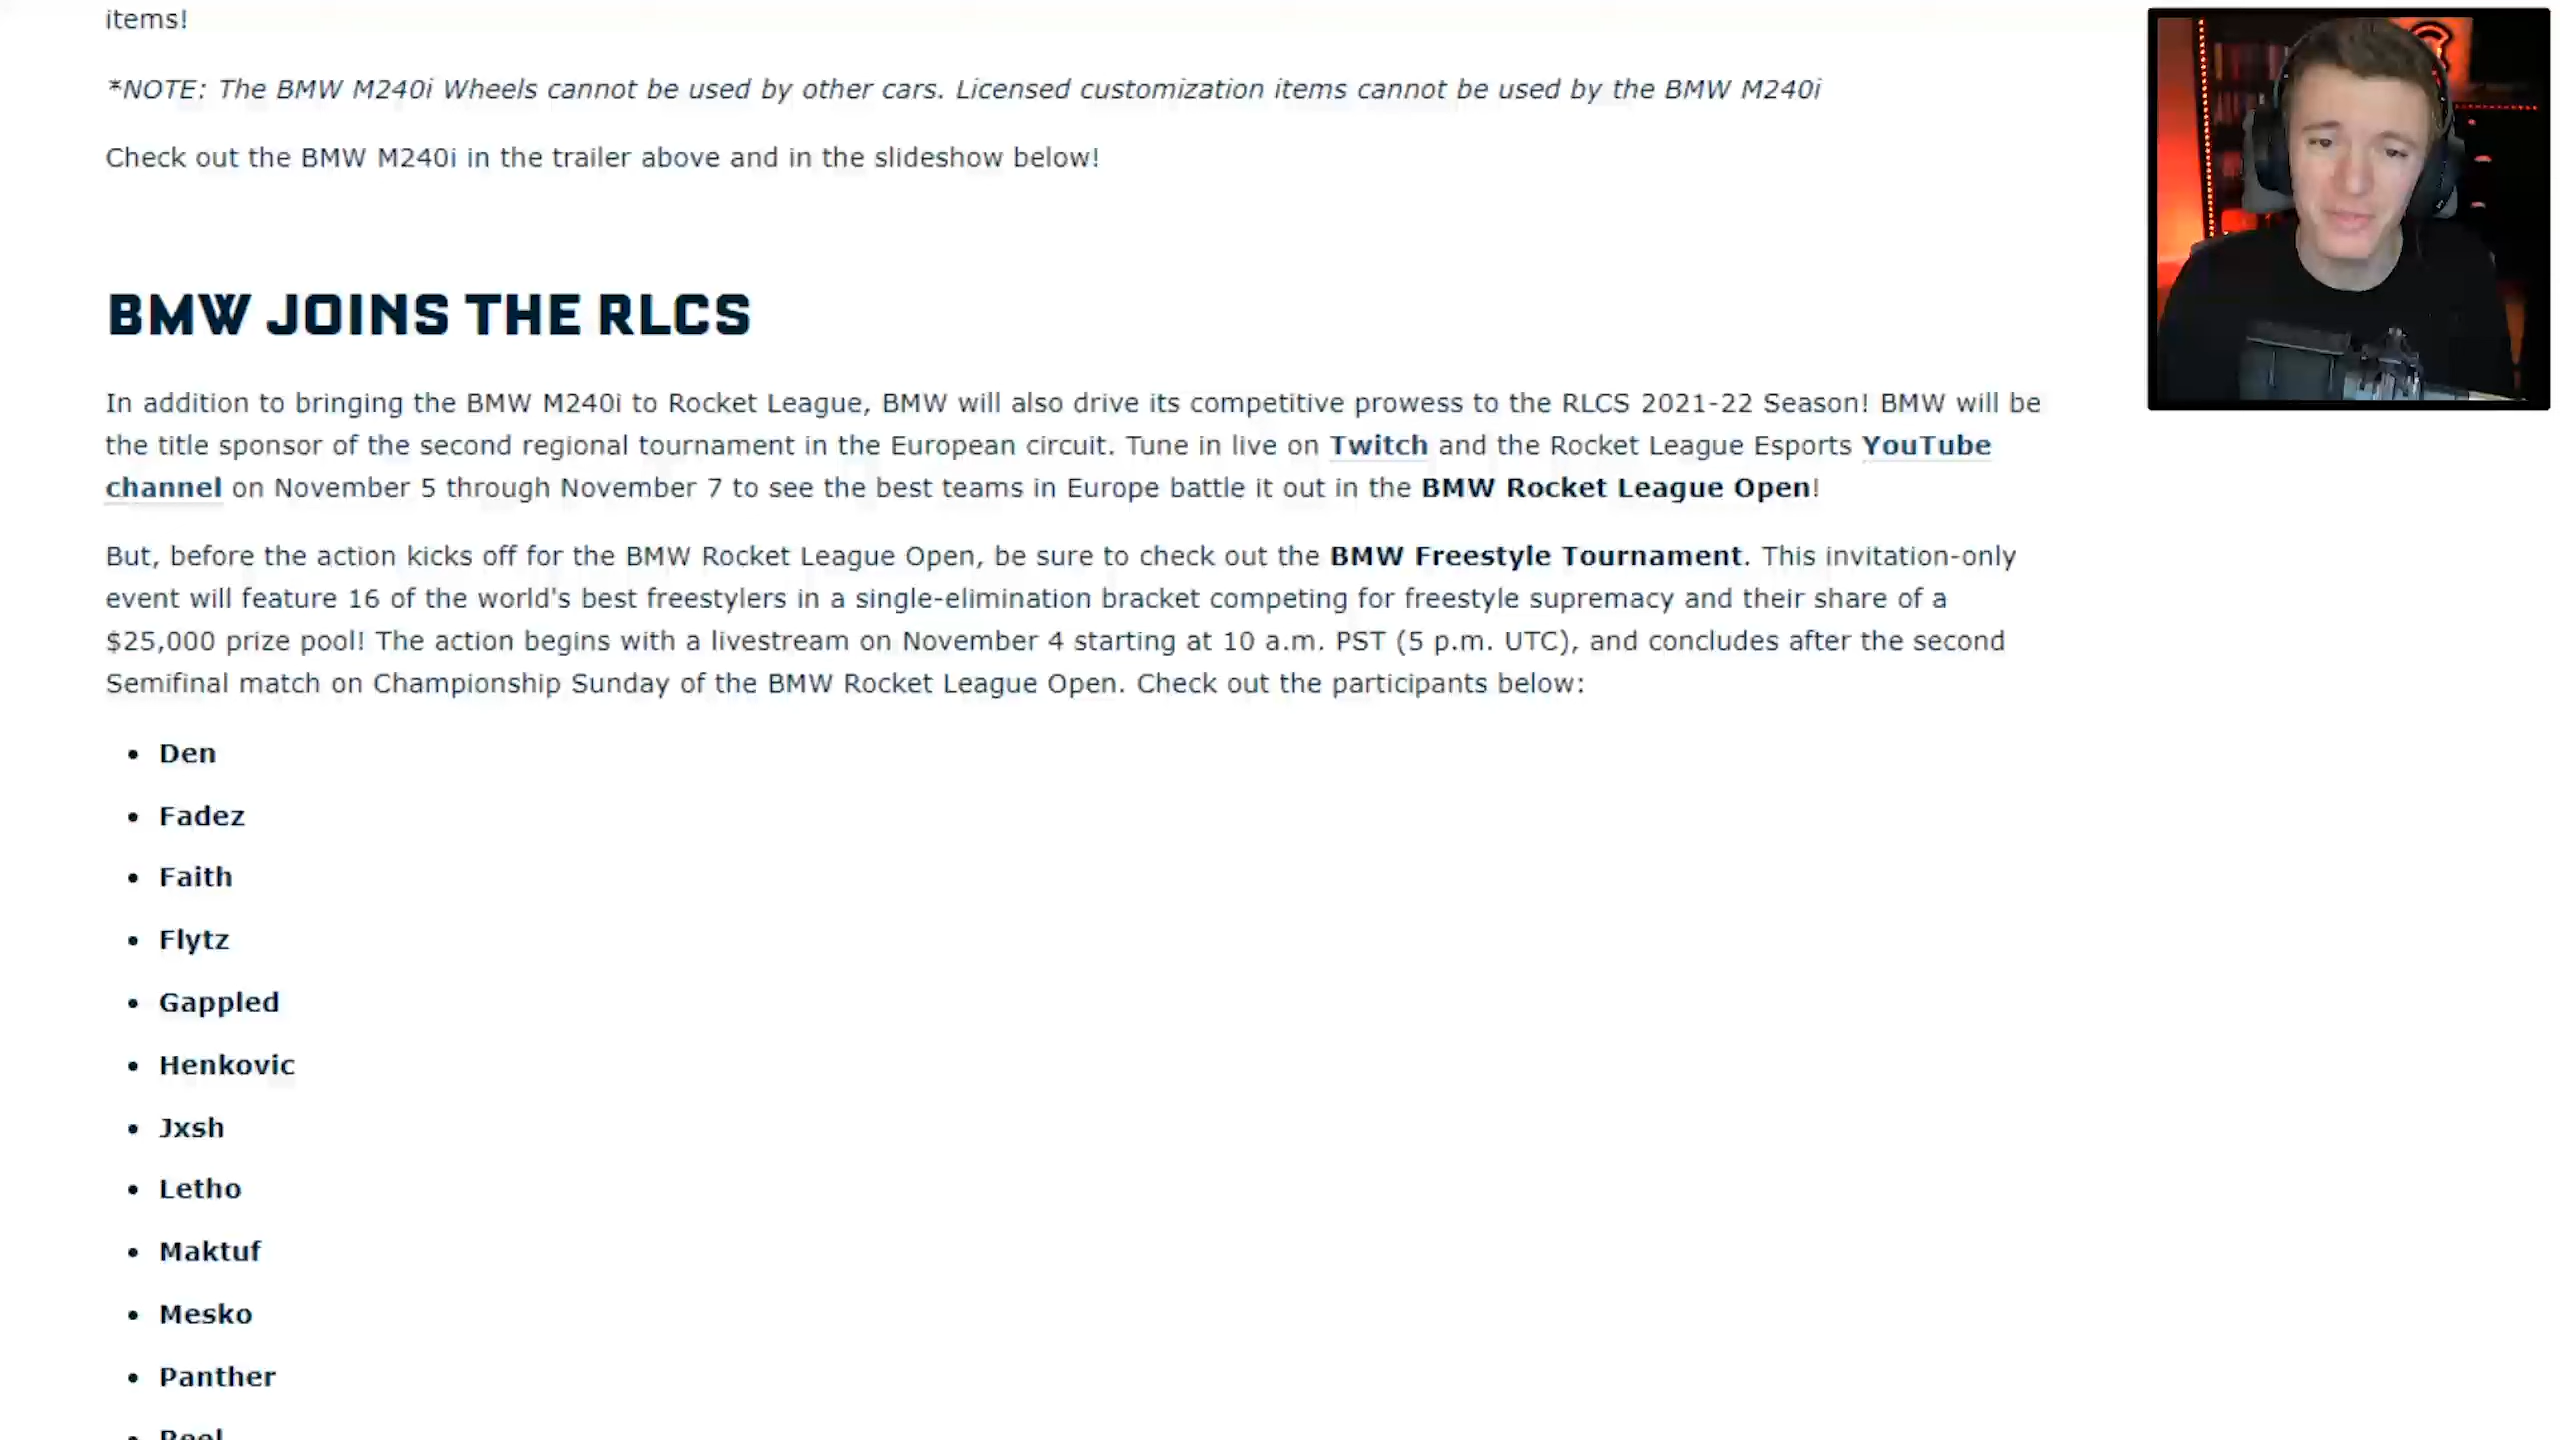 items!
*NOTE: The BMW M240i Wheels cannot be used by other cars. Licensed customization items cannot be used by the BMW M240i
Check out the BMW M240i in the trailer above and in the slideshow below!
BMW JOINS THE RLCS
In addition to bringing the BMW M240i to Rocket League, BMW will also drive its competitive prowess to the RLCS 2021-22 Season! BMW will be
the title sponsor of the second regional tournament in the European circuit. Tune in live on Twitch and the Rocket League Esports YouTube
channel on November 5 through November 7 to see the best teams in Europe battle it out in the BMW Rocket League Open!
But, before the action kicks off for the BMW Rocket League Open, be sure to check out the BMW Freestyle Tournament. This invitation-only
event will feature 16 of the world's best freestylers in a single-elimination bracket competing for freestyle supremacy and their share of a
$25,000 prize pool! The action begins with a livestream on November 4 starting at 10 a.m. PST (5 p.m. UTC), and concludes after the second
Semifinal match on Championship Sunday of the BMW Rocket League Open. Check out the participants below:
• Den
• Fadez
• Faith
• Flytz
• Gappled
• Henkovic
• Jxsh
• Letho
• Maktuf
• Mesko
• Panther